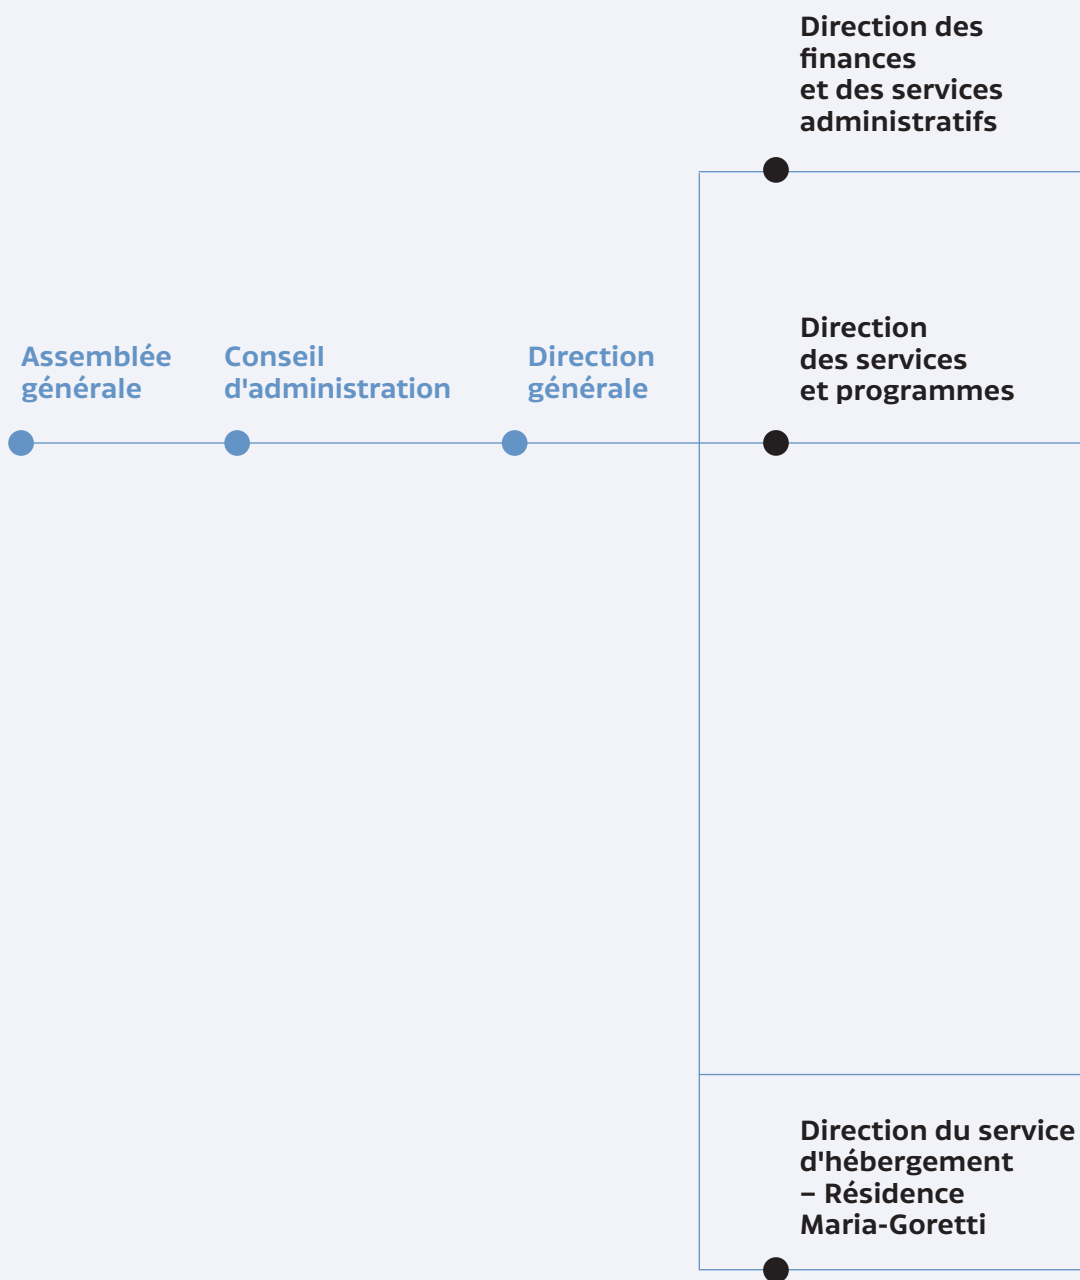 Direction des
finances
et des services
administratifs
Assemblée
générale
Conseil
d'administration
Direction
générale
Direction
des services
et programmes
Direction du service
d'hébergement
– Résidence
Maria-Goretti